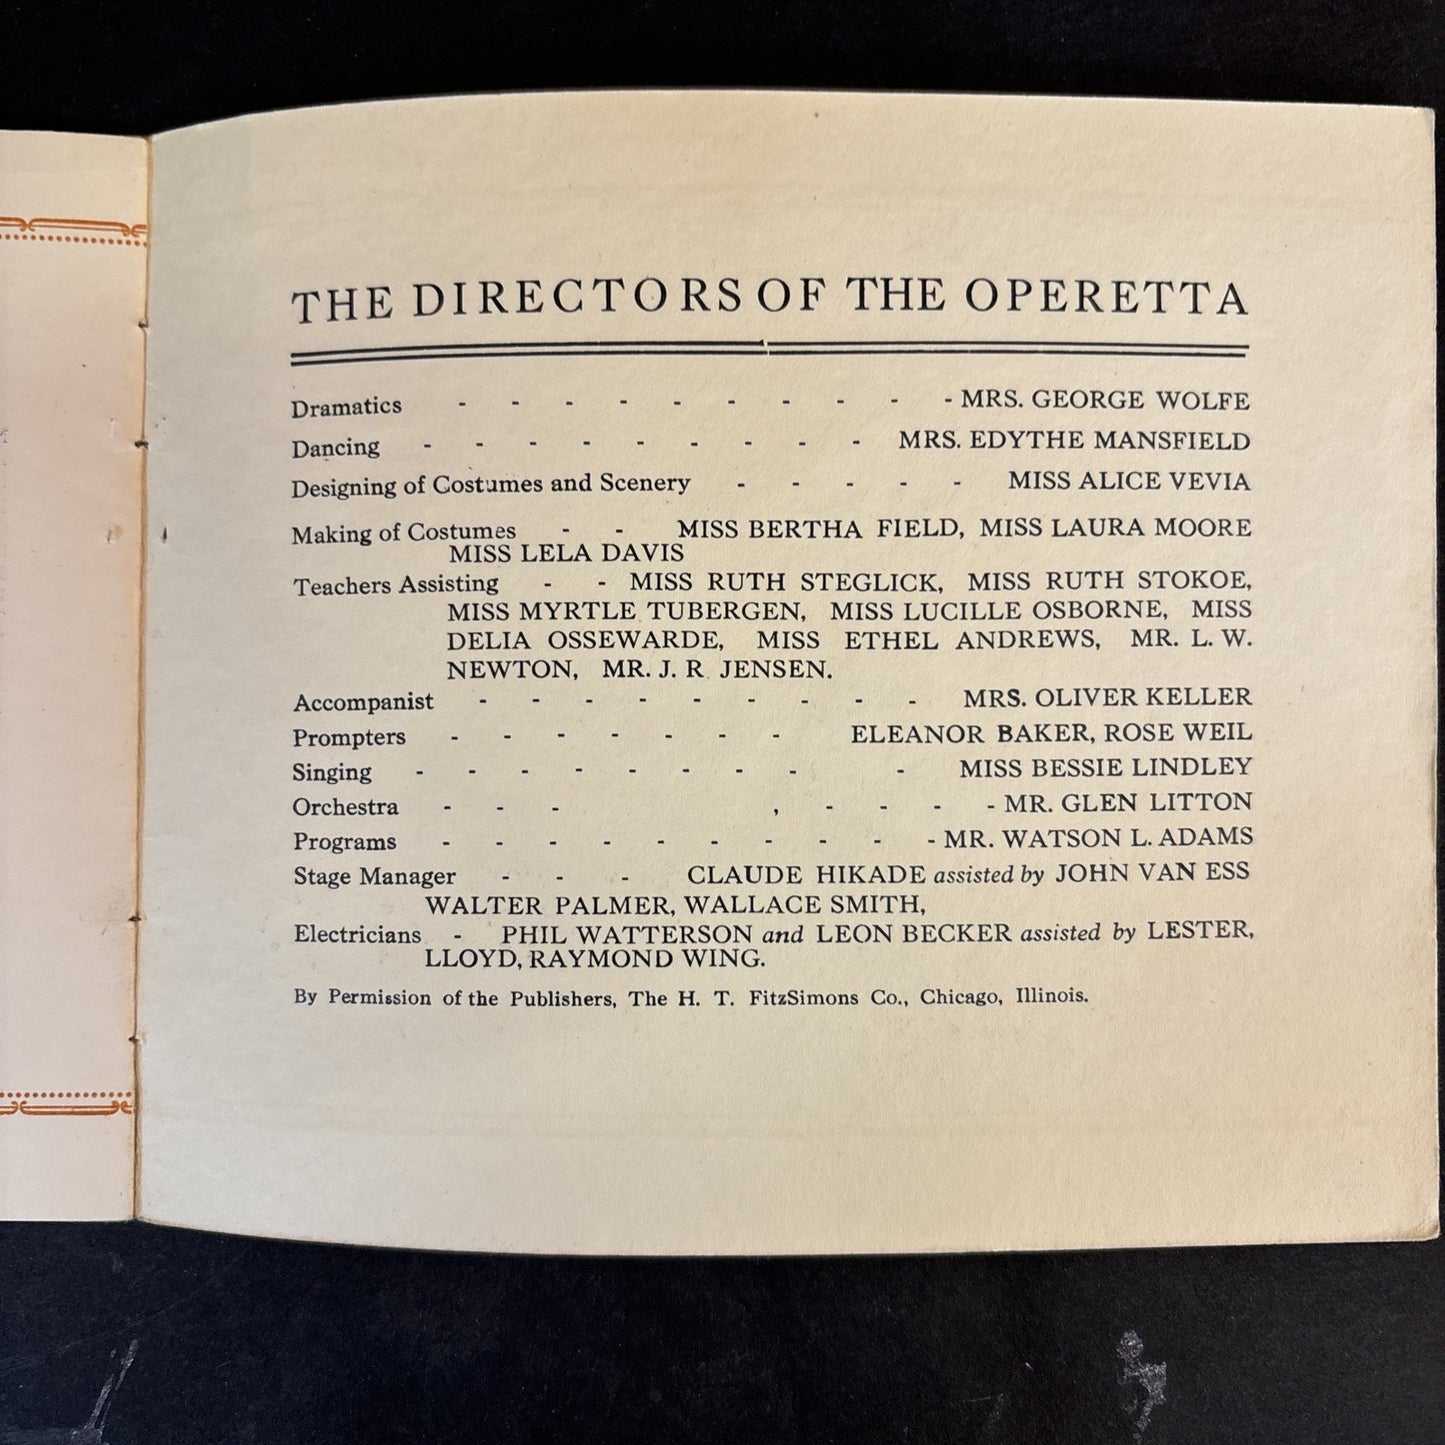 THE DIRECTORS OF THE OPERETTA
Dramatics - - - - - - - - - - MRS. GEORGE WOLFE
Dancing - - - - - - - - - MRS. EDYTHE MANSFIELD
Designing of Costumes and Scenery - - - - - MISS ALICE VEVIA
Making of Costumes - - MISS BERTHA FIELD, MISS LAURA MOORE
MISS LELA DAVIS
Teachers Assisting - - MISS RUTH STEGLICK, MISS RUTH STOKOE,
MISS MYRTLE TUBERGEN, MISS LUCILLE OSBORNE, MISS
DELIA OSSEWARDE, MISS ETHEL ANDREWS, MR. L. W.
NEWTON, MR. J. R JENSEN.
Accompanist - - - - - - - - - MRS. OLIVER KELLER
Prompters - - - - - - - ELEANOR BAKER, ROSE WEIL
Singing - - - - - - - - - MISS BESSIE LINDLEY
Orchestra - - - , - - - - MR. GLEN LITTON
Programs - - - - - - - - - - MR. WATSON L. ADAMS
Stage Manager - - - CLAUDE HIKADE assisted by JOHN VAN ESS
WALTER PALMER, WALLACE SMITH,
Electricians - PHIL WATTERSON and LEON BECKER assisted by LESTER,
LLOYD, RAYMOND WING.
By Permission of the Publishers, The H. T. FitzSimons Co., Chicago, Illinois.